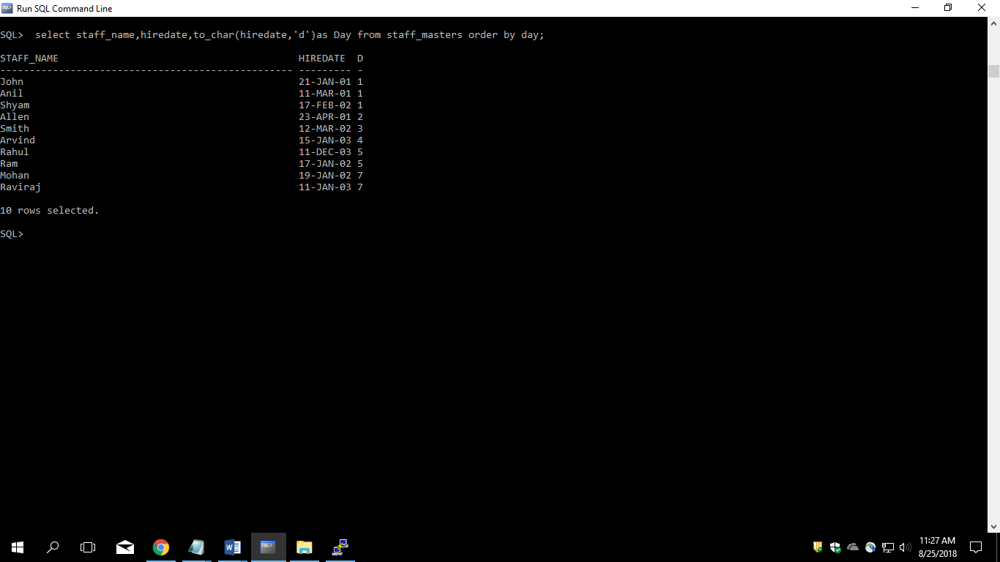 Run SQL Command Line
SQL>  select staff_name,hiredate,to_char(hiredate,'d')as Day from staff_masters order by day;
STAFF_NAME HIREDATE D
-------------------------------------------------- --------- -
John 21-JAN-01 1
Anil 11-MAR-01 1
Shyam 17-FEB-02 1
Allen 23-APR-01 2
Smith 12-MAR-02 3
Arvind 15-JAN-03 4
Rahul 11-DEC-03 5
Ram 17-JAN-02 5
Mohan 19-JAN-02 7
Raviraj 11-JAN-03 7
10 rows selected.
SQL>
11:27 AM
8/25/2018